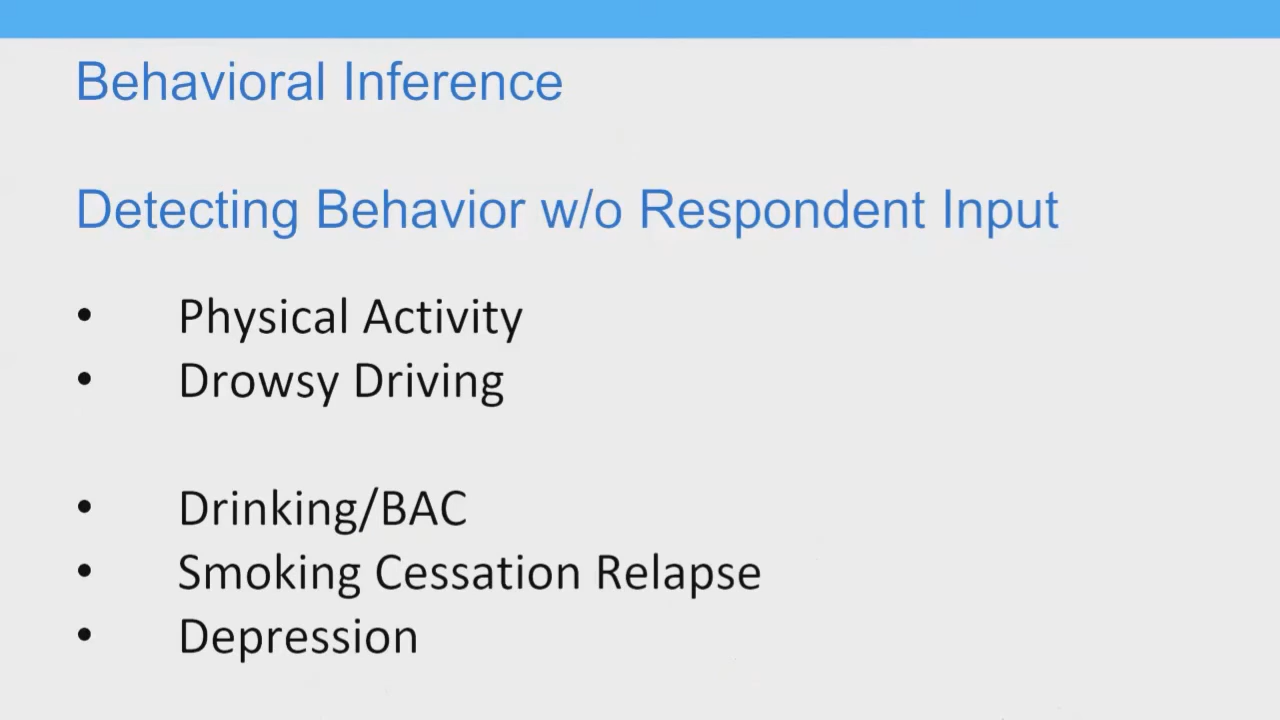 Behavioral Inference
Detecting Behavior w/o Respondent Input
• Physical Activity
• Drowsy Driving
• Drinking/BAC
• Smoking Cessation Relapse
• Depression